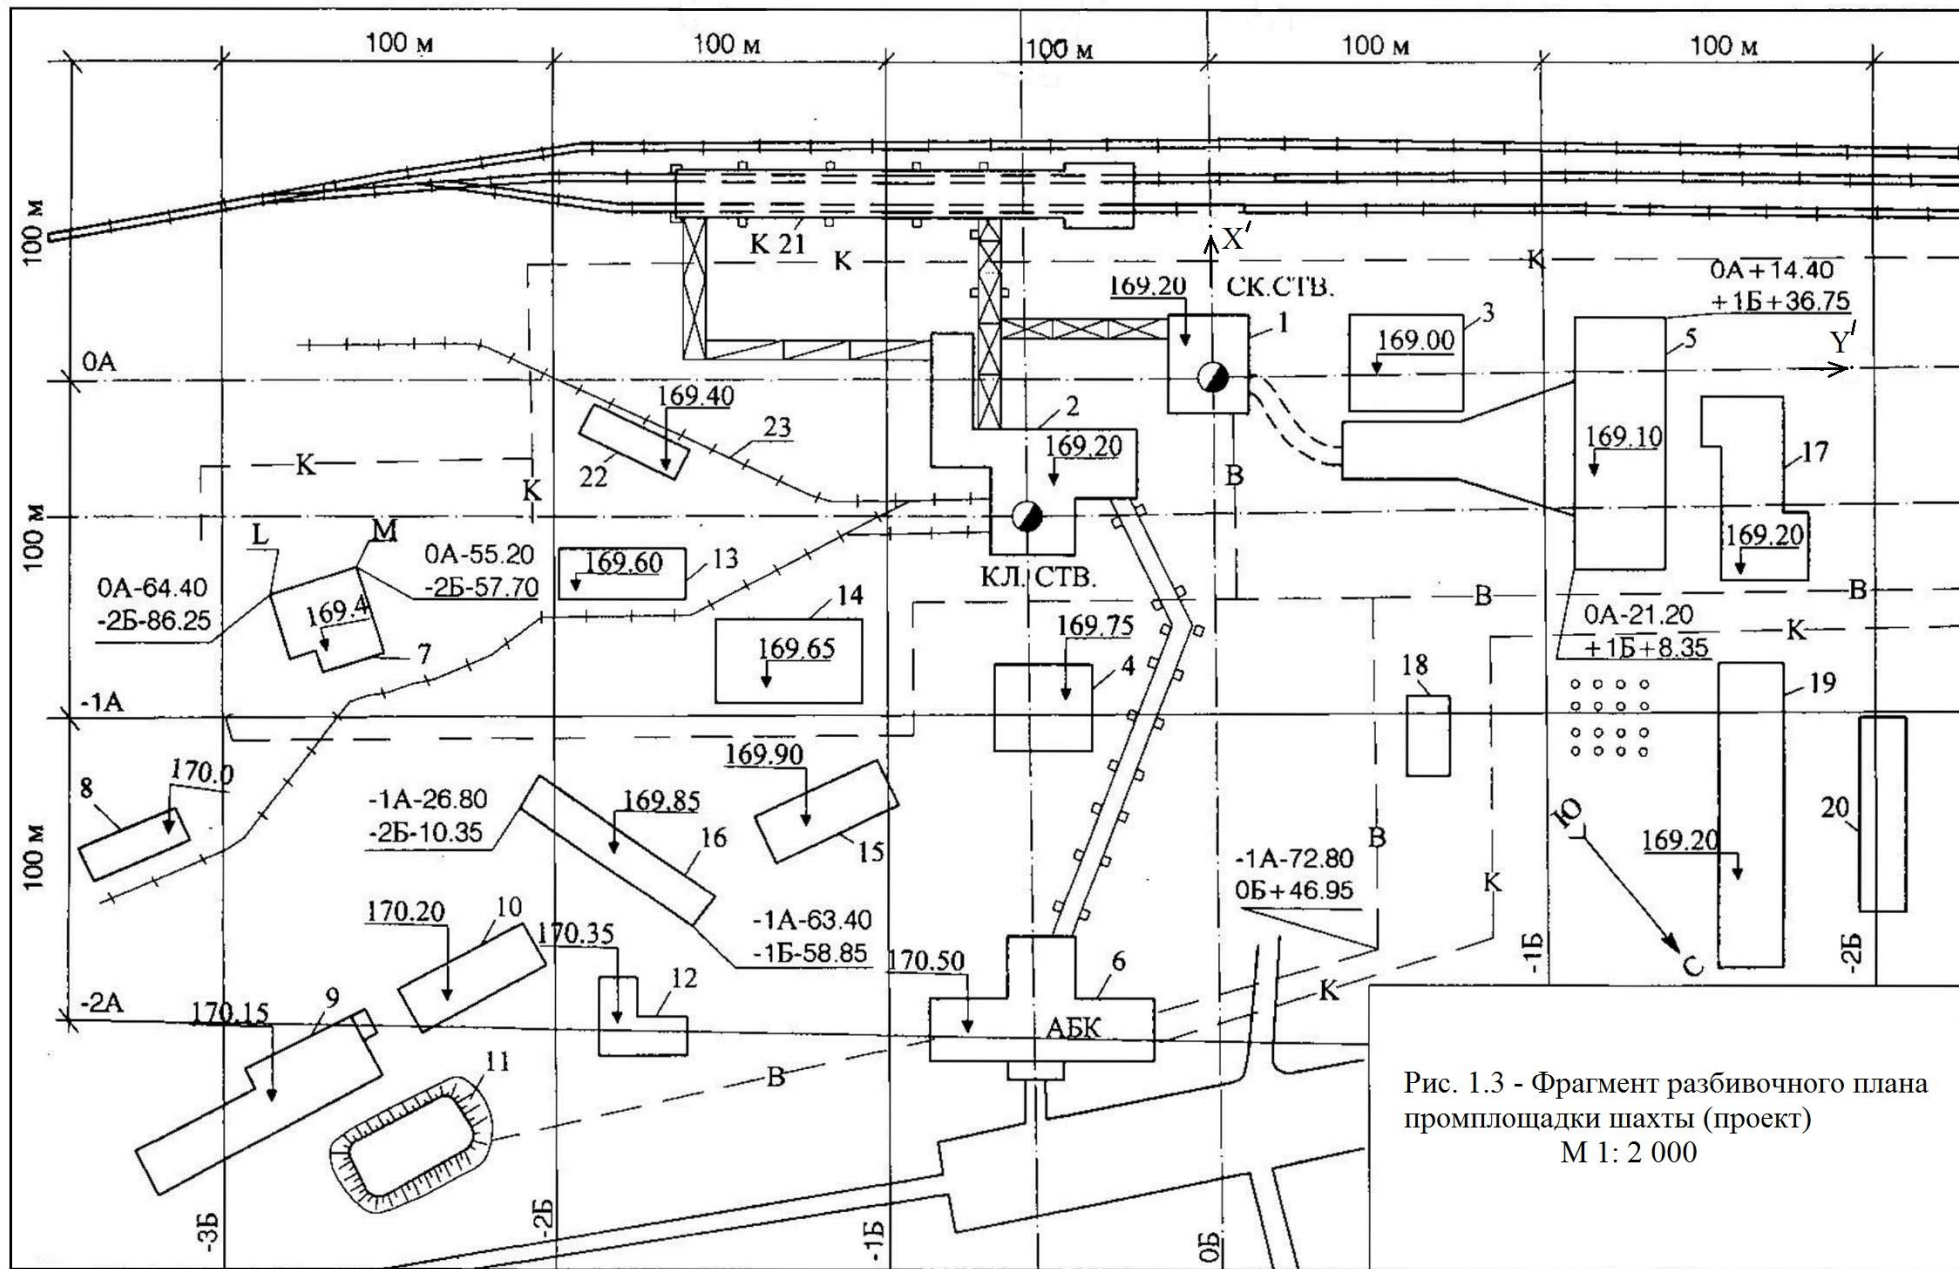 100 м
100 м
100 м
100 м
100 м
100 м
100 м
100 м
К 21
К
X′
К
169.20
СК.СТВ.
1
3
169.00
0А+14.40
+1Б+36.75
5
Y′
0А
169.40
2
23
22
К
К
169.20
В
169.10
17
169.20
L
М
0А-64.40
-2Б-86.25
169.4
7
0А-55.20
-2Б-57.70
169.60
13
КЛ. СТВ.
14
169.65
169.75
4
В
В
0А-21.20
+1Б+8.35
К
18
19
-1А
169.90
8
170.0
-1А-26.80
-2Б-10.35
169.85
16
15
В
Ю
С
169.20
20
-1А-72.80
0Б+46.95
К
10
170.20
170.35
-1А-63.40
-1Б-58.85
170.50
6
12
-1Б
-2Б
-2А
170.15
9
АБК
К
11
В
-3Б
-2Б
-1Б
0Б
Рис. 1.3 - Фрагмент разбивочного плана
промплощадки шахты (проект)
М 1: 2 000